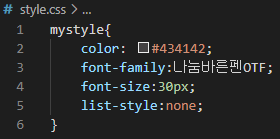 # style.css > ...
1 mystyle{
2 color: #434142;
3 font-family:나눔바른펜OTF;
4 font-size:30px;
5 list-style:none;
6 }